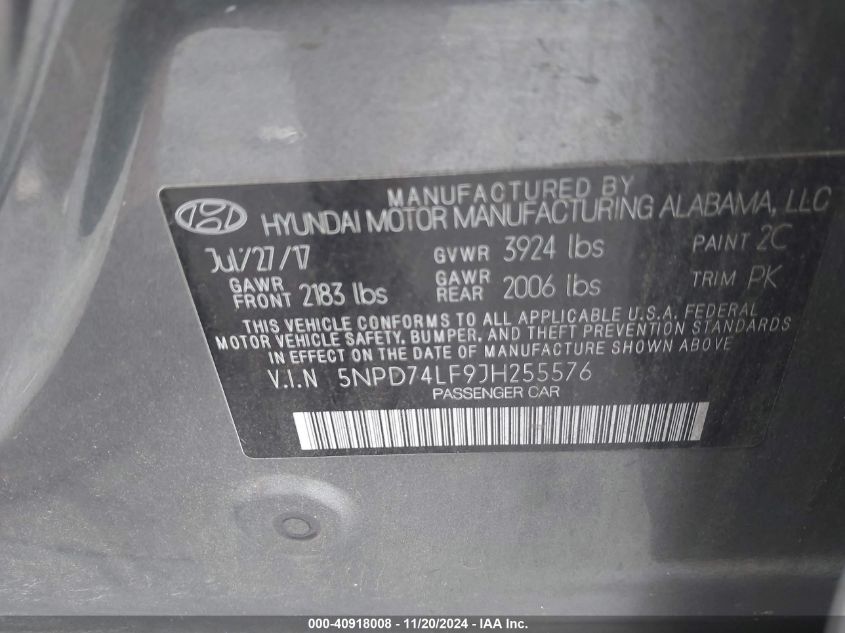 MANUFACTURED BY
HYUNDAI MOTOR MANUFACTURING ALABAMA, LLC
Jul/27/17 GVWR 3924 lbs PAINT 2C
GAWR FRONT 2183 lbs GAWR REAR 2006 lbs TRIM PK
THIS VEHICLE CONFORMS TO ALL APPLICABLE U.S.A. FEDERAL
MOTOR VEHICLE SAFETY, BUMPER, AND THEFT PREVENTION STANDARDS
IN EFFECT ON THE DATE OF MANUFACTURE SHOWN ABOVE
V.I.N 5NPD74LF9JH255576
PASSENGER CAR
000-40918008 - 11/20/2024 - IAA Inc.